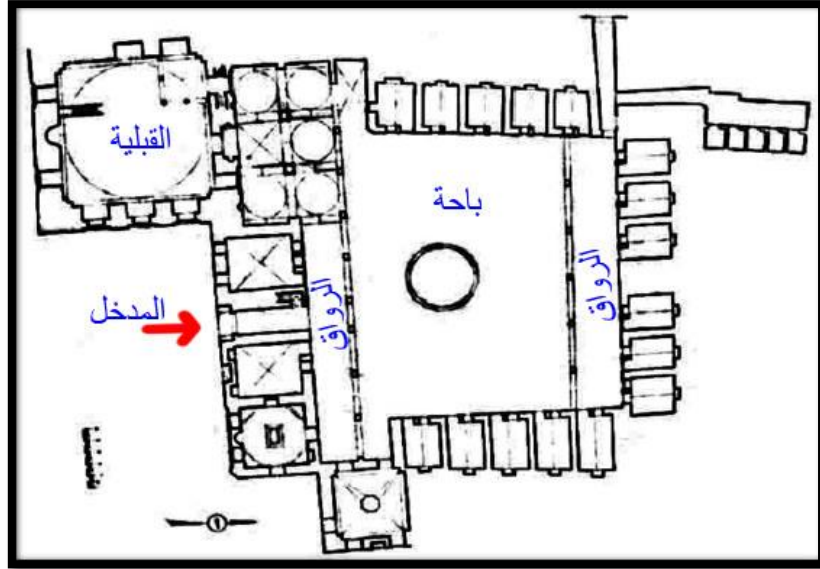 القبلية
باحة
الرواق
الرواق
المدخل